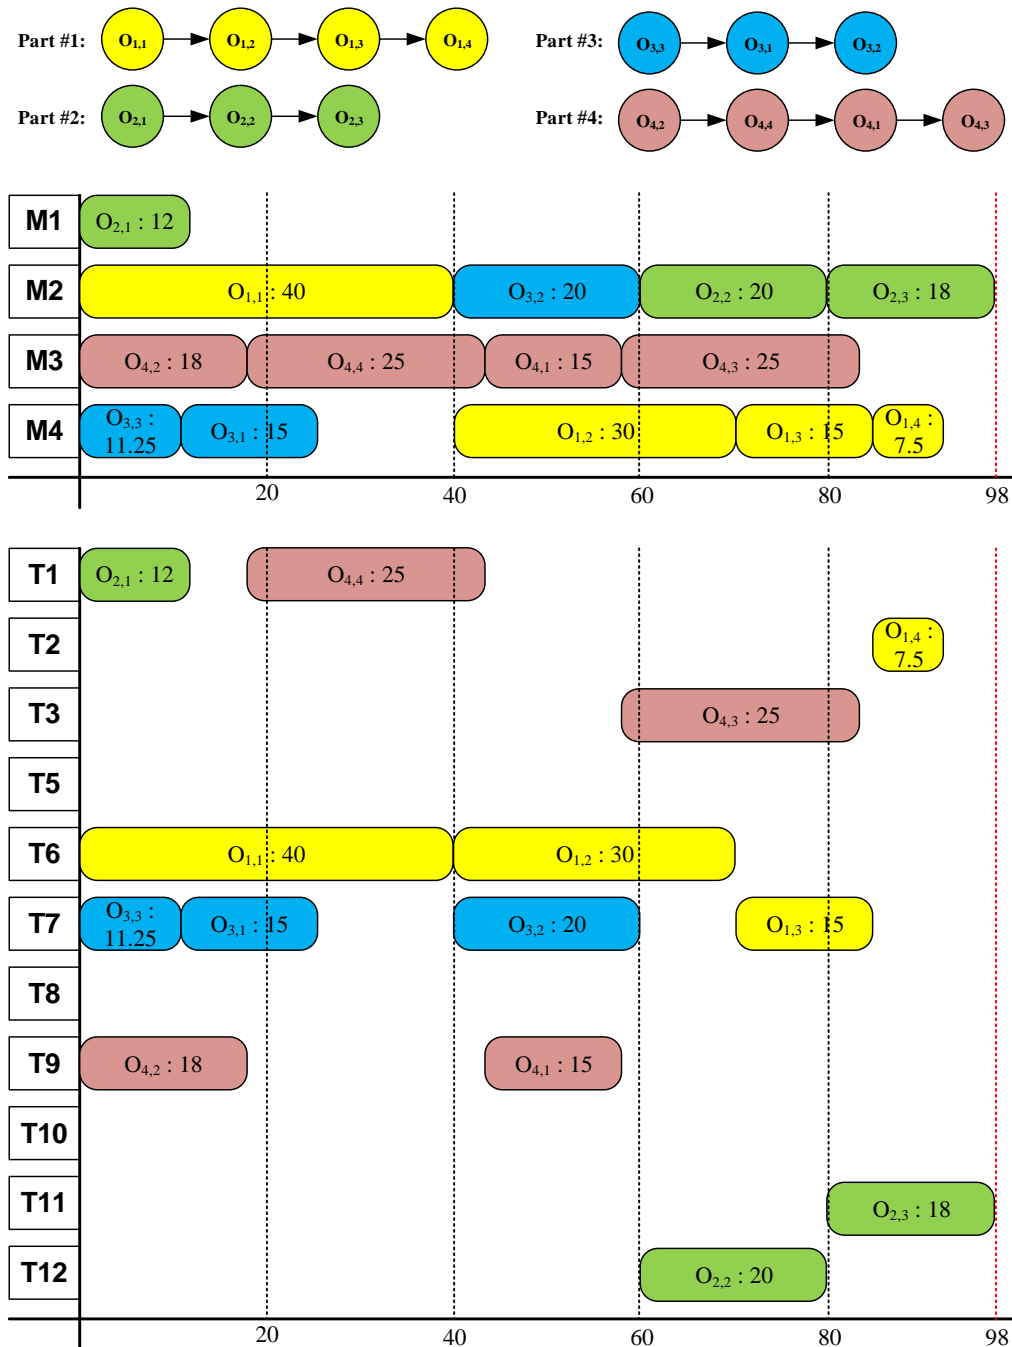 Part #1: O1,1 O1,2 O1,3 O1,4 Part #3: O3,3 O3,1 O3,2
Part #2: O2,1 O2,2 O2,3 Part #4: O4,2 O4,4 O4,1 O4,3
M1 O2,1 : 12
M2 O1,1 : 40 O3,2 : 20 O2,2 : 20 O2,3 : 18
M3 O4,2 : 18 O4,4 : 25 O4,1 : 15 O4,3 : 25
M4 O3,3 : 11.25 O3,1 : 15 O1,2 : 30 O1,3 : 15 O1,4 : 7.5
20 40 60 80 98
T1 O2,1 : 12 O4,4 : 25
T2 O1,4 : 7.5
T3 O4,3 : 25
T5
T6 O1,1 : 40 O1,2 : 30
T7 O3,3 : 11.25 O3,1 : 15 O3,2 : 20 O1,3 : 15
T8
T9 O4,2 : 18 O4,1 : 15
T10
T11 O2,3 : 18
T12 O2,2 : 20
20 40 60 80 98